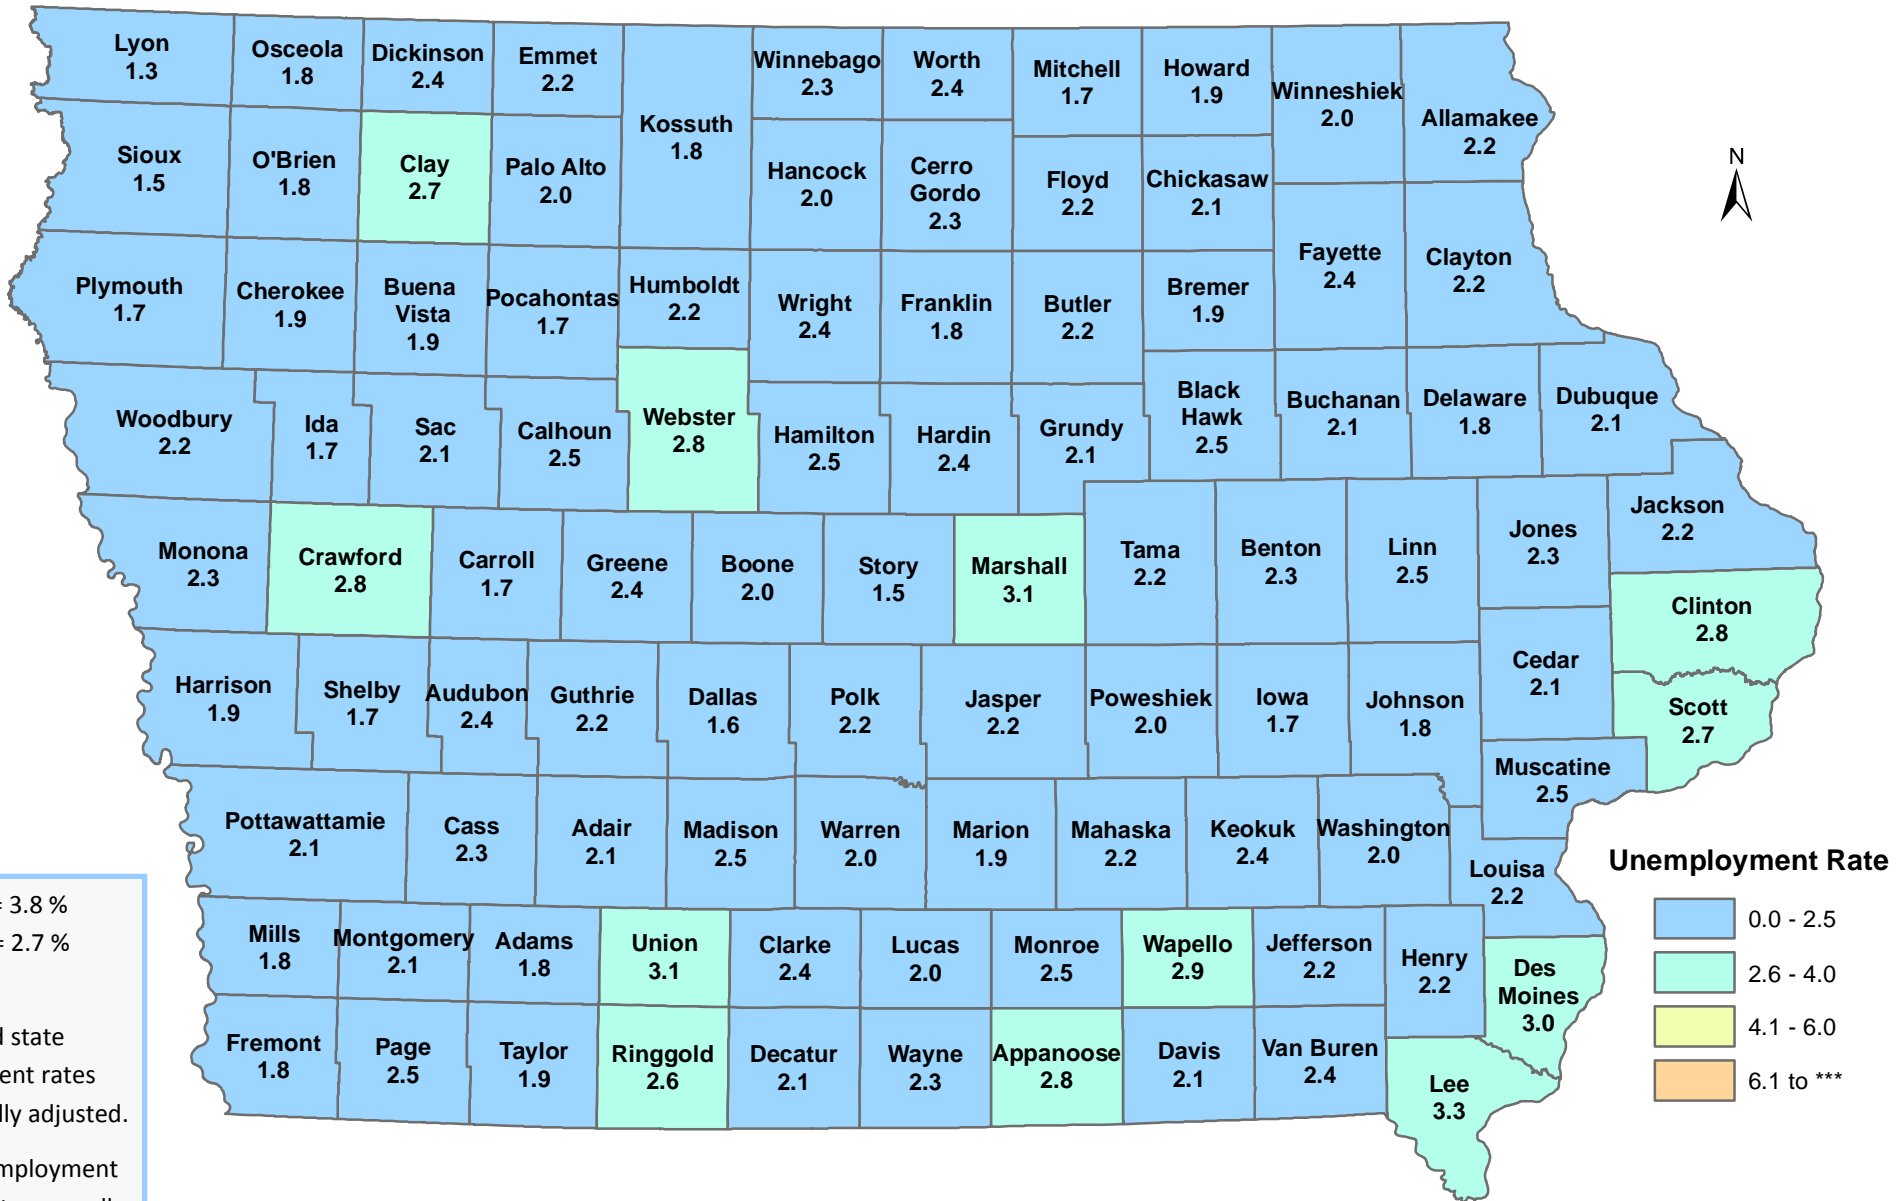 Lyon
1.3
Osceola
1.8
Dickinson
2.4
Emmet
2.2
Kossuth
1.8
Winnebago
2.3
Worth
2.4
Mitchell
1.7
Howard
1.9
Winneshiek
2.0
Allamakee
2.2
N
Sioux
1.5
O'Brien
1.8
Clay
2.7
Palo Alto
2.0
Hancock
2.0
Cerro
Gordo
2.3
Floyd
2.2
Chickasaw
2.1
Plymouth
1.7
Cherokee
1.9
Buena
Vista
1.9
Pocahontas
1.7
Humboldt
2.2
Wright
2.4
Franklin
1.8
Butler
2.2
Bremer
1.9
Fayette
2.4
Clayton
2.2
Woodbury
2.2
Ida
1.7
Sac
2.1
Calhoun
2.5
Webster
2.8
Hamilton
2.5
Hardin
2.4
Grundy
2.1
Black
Hawk
2.5
Buchanan
2.1
Delaware
1.8
Dubuque
2.1
Monona
2.3
Crawford
2.8
Carroll
1.7
Greene
2.4
Boone
2.0
Story
1.5
Marshall
3.1
Tama
2.2
Benton
2.3
Linn
2.5
Jones
2.3
Jackson
2.2
Clinton
2.8
Harrison
1.9
Shelby
1.7
Audubon
2.4
Guthrie
2.2
Dallas
1.6
Polk
2.2
Jasper
2.2
Poweshiek
2.0
Iowa
1.7
Johnson
1.8
Cedar
2.1
Scott
2.7
Muscatine
2.5
Pottawattamie
2.1
Cass
2.3
Adair
2.1
Madison
2.5
Warren
2.0
Marion
1.9
Mahaska
2.2
Keokuk
2.4
Washington
2.0
Louisa
2.2
Mills
1.8
Montgomery
2.1
Adams
1.8
Union
3.1
Clarke
2.4
Lucas
2.0
Monroe
2.5
Wapello
2.9
Jefferson
2.2
Henry
2.2
Des
Moines
3.0
Fremont
1.8
Page
2.5
Taylor
1.9
Ringgold
2.6
Decatur
2.1
Wayne
2.3
Appanoose
2.8
Davis
2.1
Van Buren
2.4
Lee
3.3
Unemployment Rate
0.0 - 2.5
2.6 - 4.0
4.1 - 6.0
6.1 to ***
= 3.8 %
= 2.7 %
d state
ent rates
lly adjusted.
mployment